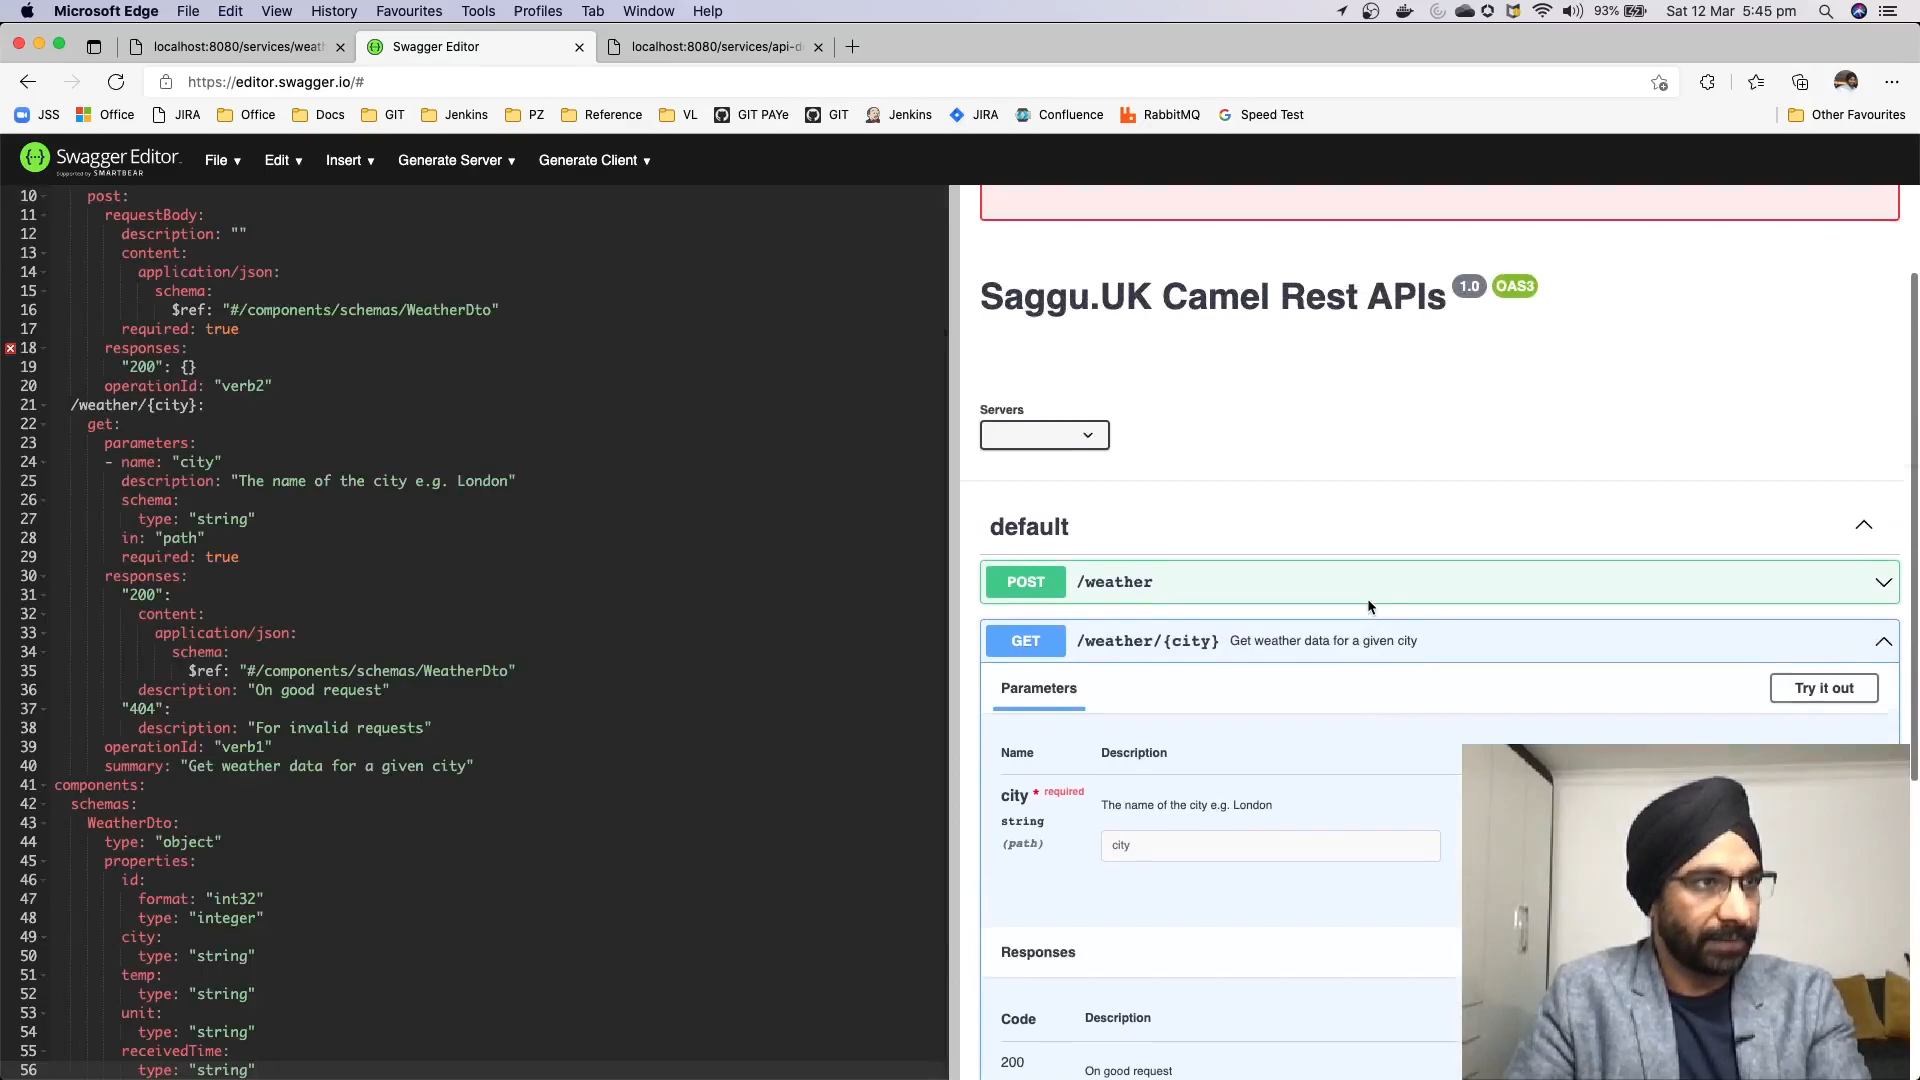 Microsoft Edge File Edit View History Favourites Tools Profiles Tab Window Help 93% Sat 12 Mar 5:45 pm
localhost:8080/services/weat Swagger Editor localhost:8080/services/api-d
https://editor.swagger.io/#
JSS Office JIRA Office Docs GIT Jenkins PZ Reference VL GIT PAYe GIT Jenkins JIRA Confluence RabbitMQ Speed Test Other Favourites
Swagger Editor
Supported by SMARTBEAR
File Edit Insert Generate Server Generate Client
10 post:
11 requestBody:
12 description: ""
13 content:
14 application/json:
15 schema:
16 $ref: "#/components/schemas/WeatherDto"
17 required: true
18 responses:
19 "200": {}
20 operationId: "verb2"
21 /weather/{city}:
22 get:
23 parameters:
24 - name: "city"
25 description: "The name of the city e.g. London"
26 schema:
27 type: "string"
28 in: "path"
29 required: true
30 responses:
31 "200":
32 content:
33 application/json:
34 schema:
35 $ref: "#/components/schemas/WeatherDto"
36 description: "On good request"
37 "404":
38 description: "For invalid requests"
39 operationId: "verb1"
40 summary: "Get weather data for a given city"
41 components:
42 schemas:
43 WeatherDto:
44 type: "object"
45 properties:
46 id:
47 format: "int32"
48 type: "integer"
49 city:
50 type: "string"
51 temp:
52 type: "string"
53 unit:
54 type: "string"
55 receivedTime:
56 type: "string"
Saggu.UK Camel Rest APIs 1.0 OAS3
Servers
default
POST /weather
GET /weather/{city} Get weather data for a given city
Parameters Try it out
Name Description
city * required
The name of the city e.g. London
string
(path)
city
Responses
Code Description
200
On good request